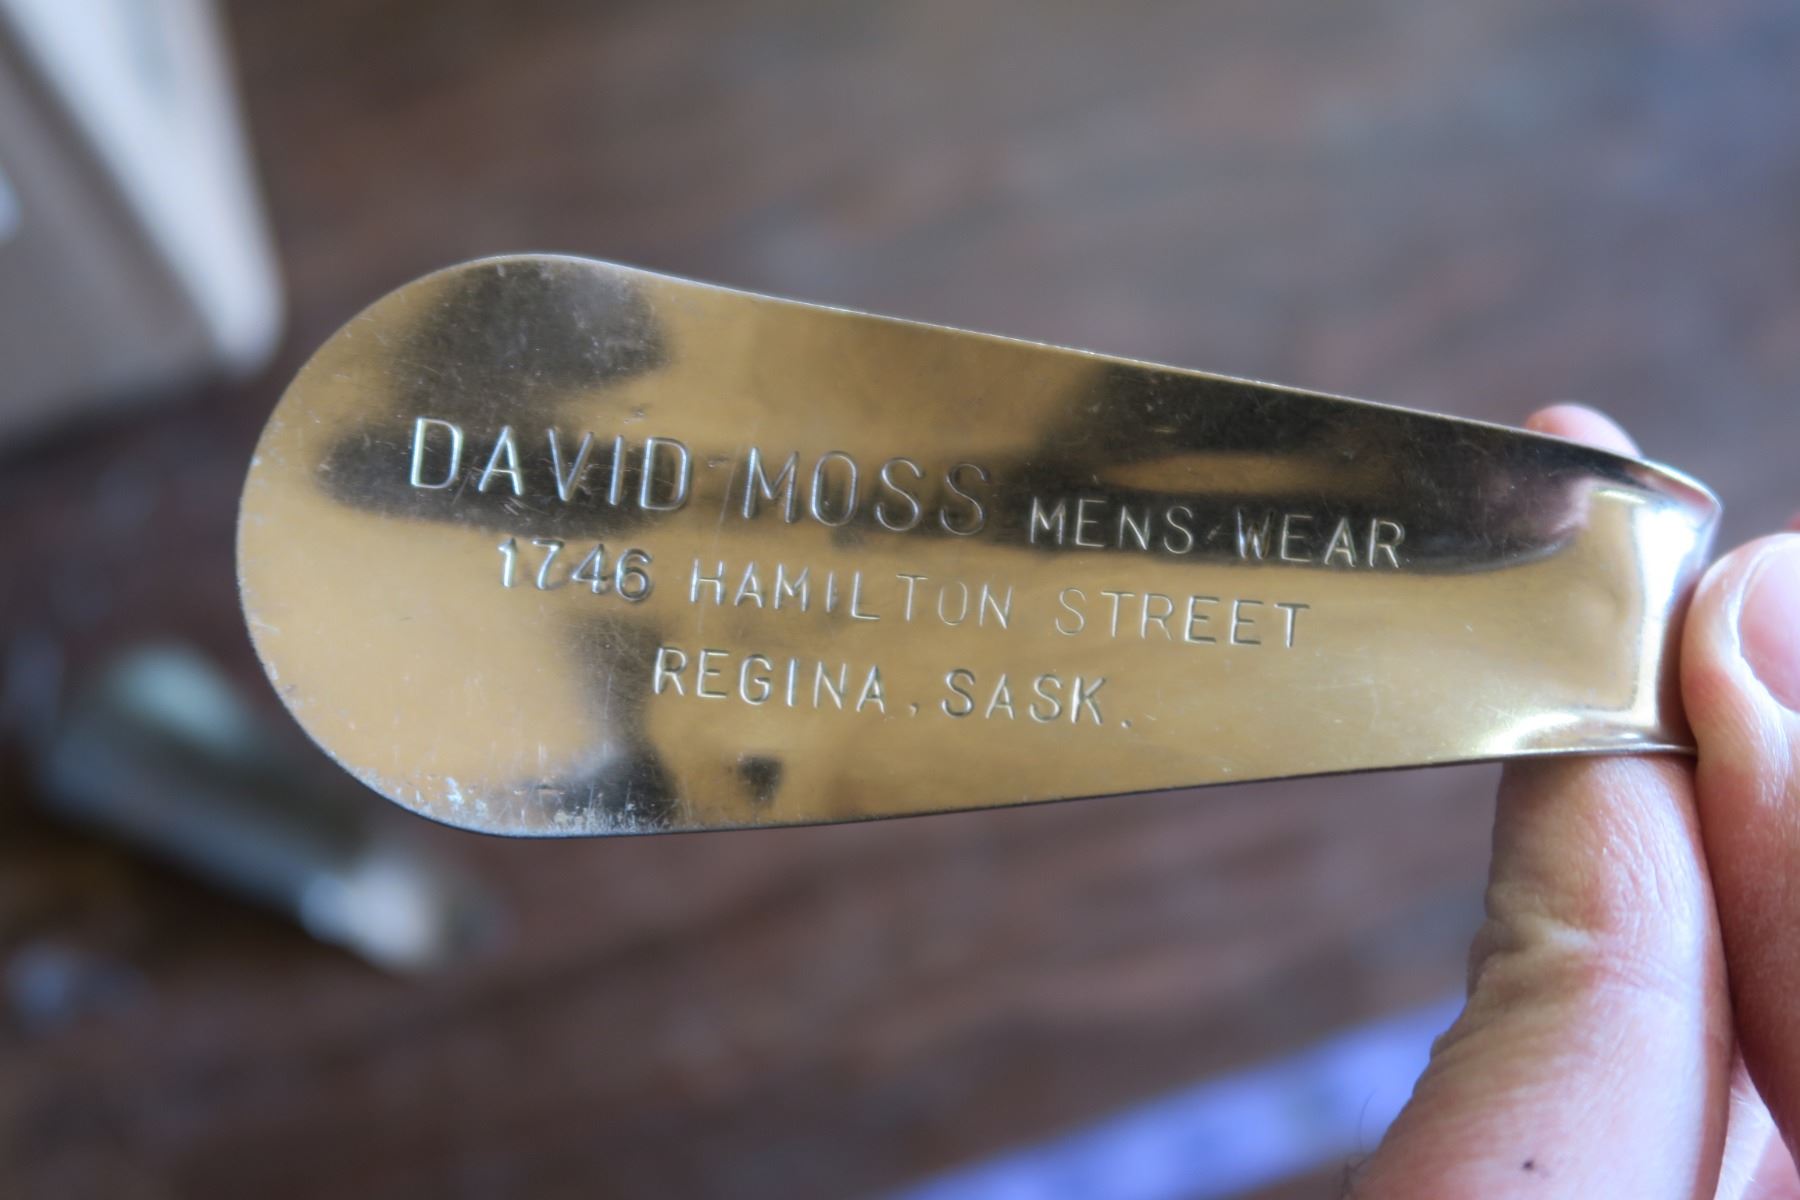 DAVID MOSS MENS WEAR
1746 HAMILTON STREET
REGINA, SASK.